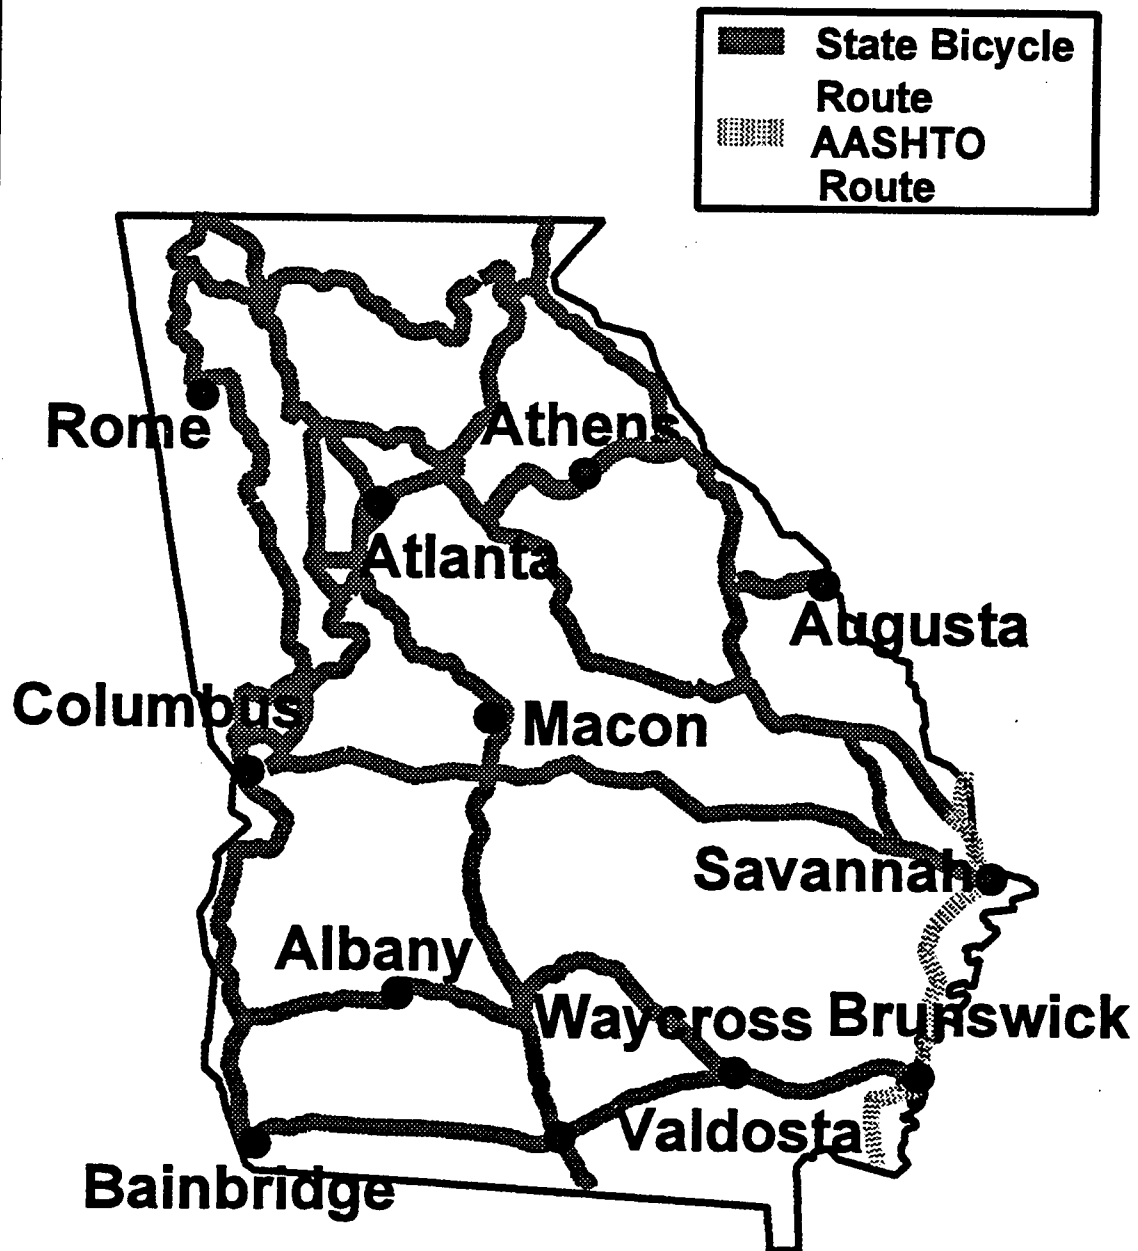 State Bicycle
Route
AASHTO
Route
Rome
Athens
Atlanta
Augusta
Columbus
Macon
Savannah
Albany
Waycross
Brunswick
Valdosta
Bainbridge